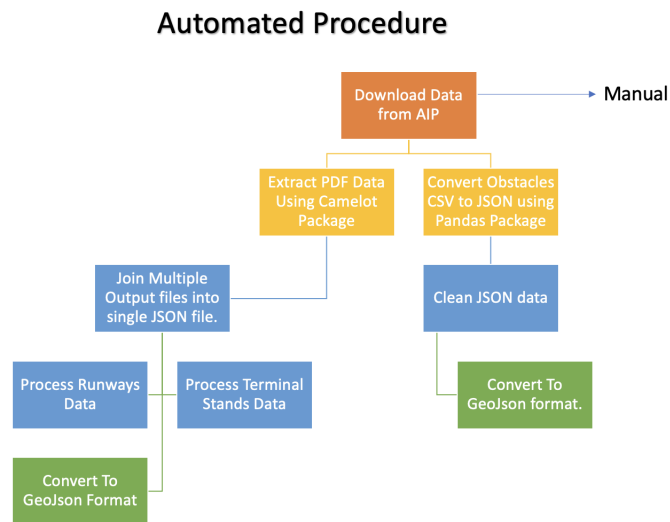 Automated Procedure
Download Data
from AIP
Manual
Extract PDF Data
Using Camelot
Package
Convert Obstacles
CSV to JSON using
Pandas Package
Join Multiple
Output files into
single JSON file.
Clean JSON data
Process Runways
Data
Process Terminal
Stands Data
Convert To
GeoJson format.
Convert To
GeoJson Format